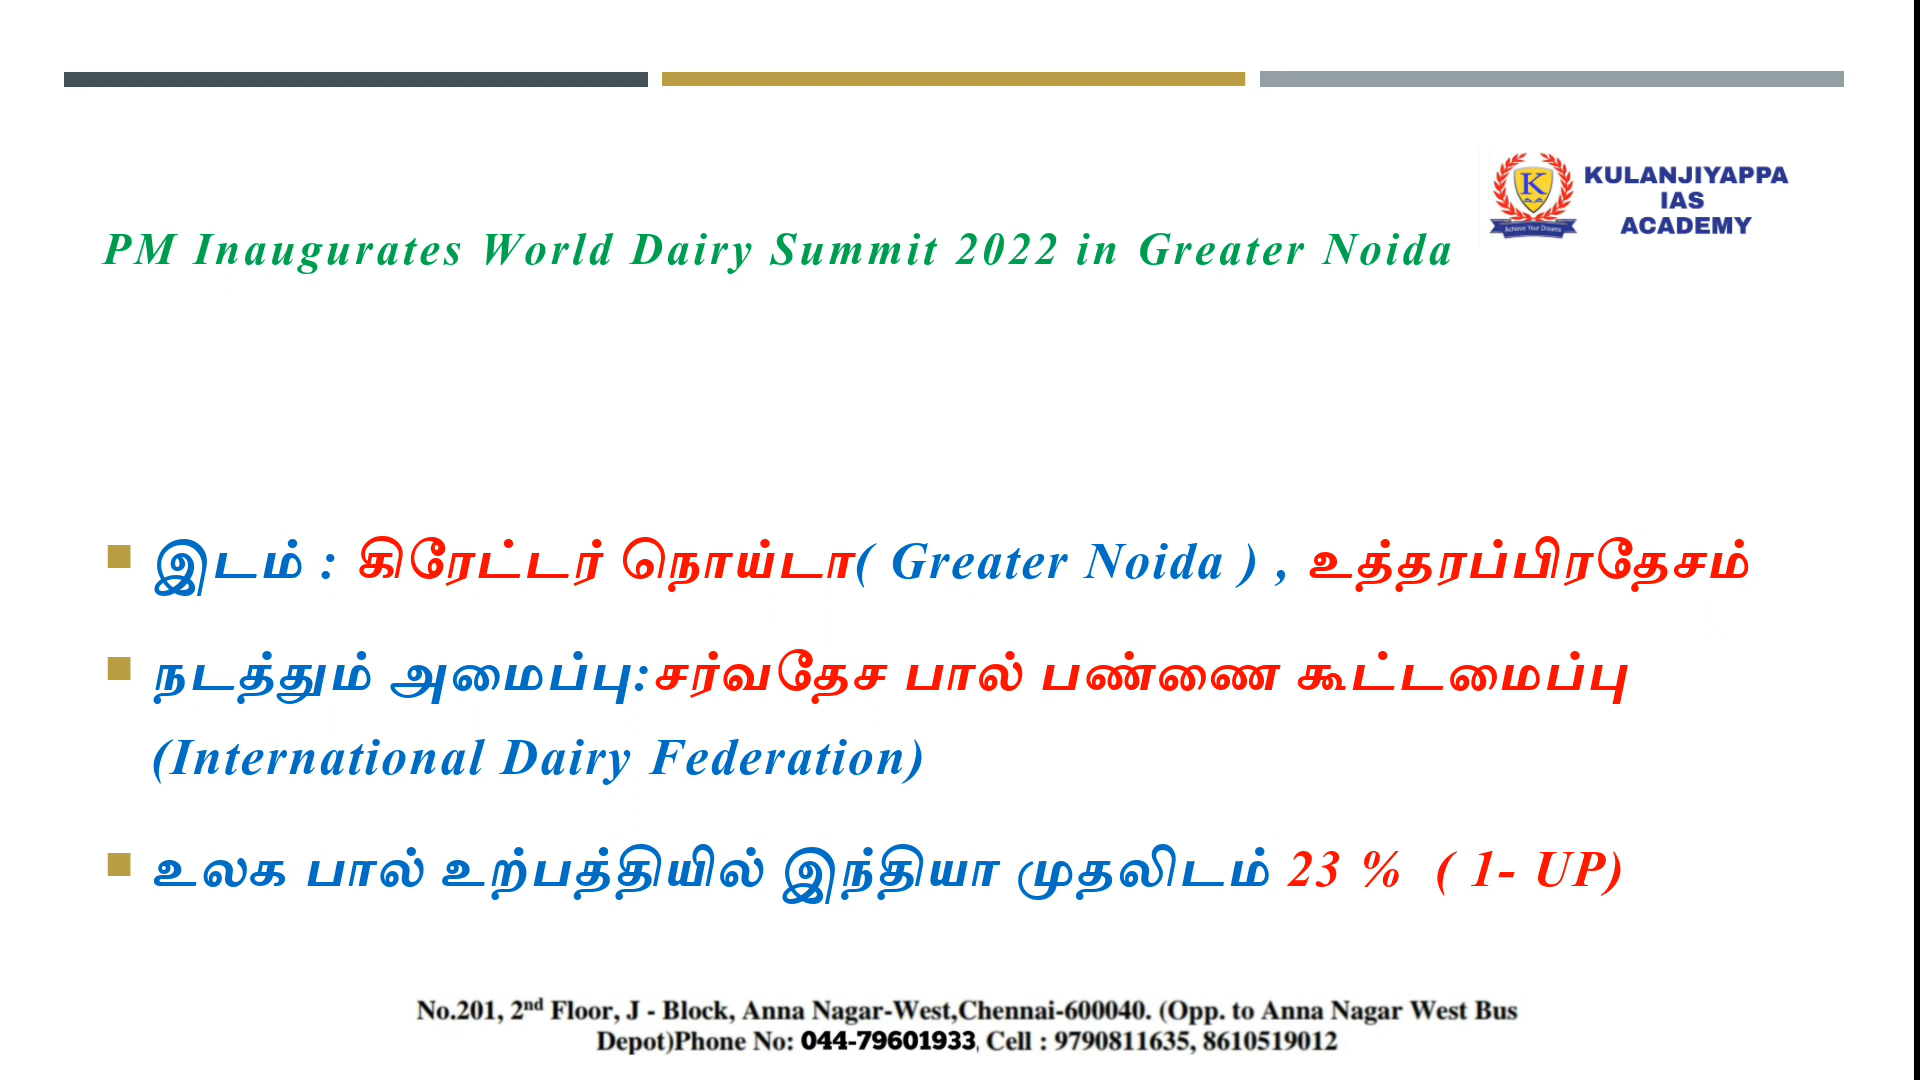 KULANJIYAPPA
IAS
ACADEMY
Achieve Your Dreams
K
PM Inaugurates World Dairy Summit 2022 in Greater Noida
இடம் : கிரேட்டர் நொய்டா( Greater Noida ) , உத்தரப்பிரதேசம்
நடத்தும் அமைப்பு:சர்வதேச பால் பண்ணை கூட்டமைப்பு
(International Dairy Federation)
உலக பால் உற்பத்தியில் இந்தியா முதலிடம் 23 % ( 1- UP)
No.201, 2nd Floor, J - Block, Anna Nagar-West,Chennai-600040. (Opp. to Anna Nagar West Bus
Depot)Phone No: 044-79601933, Cell : 9790811635, 8610519012